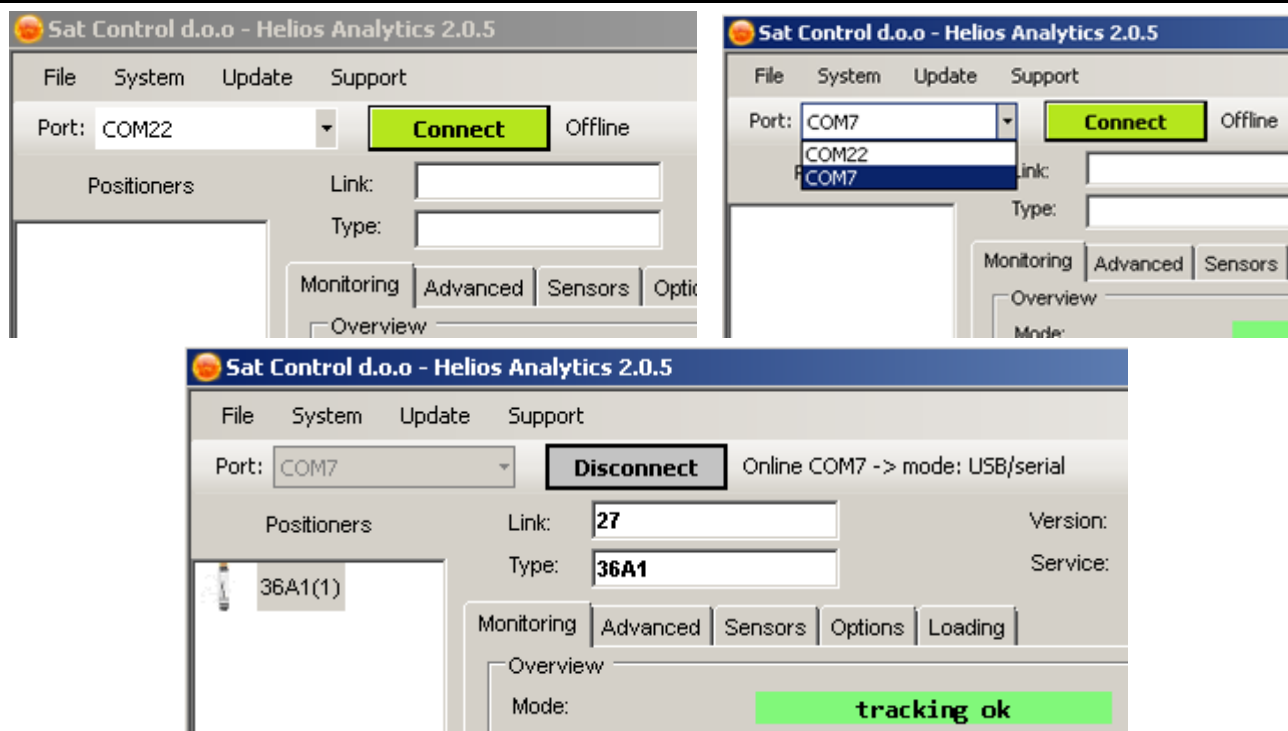 Sat Control d.o.o - Helios Analytics 2.0.5
File System Update Support
Port: COM22 Connect Offline
Positioners Link:
Type:
Monitoring Advanced Sensors
Overview
Sat Control d.o.o - Helios Analytics 2.0.5
File System Update Support
Port: COM7 Connect Offline
COM22
COM7
Type:
Monitoring Advanced Sensors
Overview
Mode:
Sat Control d.o.o - Helios Analytics 2.0.5
File System Update Support
Port: COM7 Disconnect Online COM7 -> mode: USB/serial
Positioners Link: 27 Version:
Type: 36A1 Service:
36A1(1)
Monitoring Advanced Sensors Options Loading
Overview
Mode: tracking ok